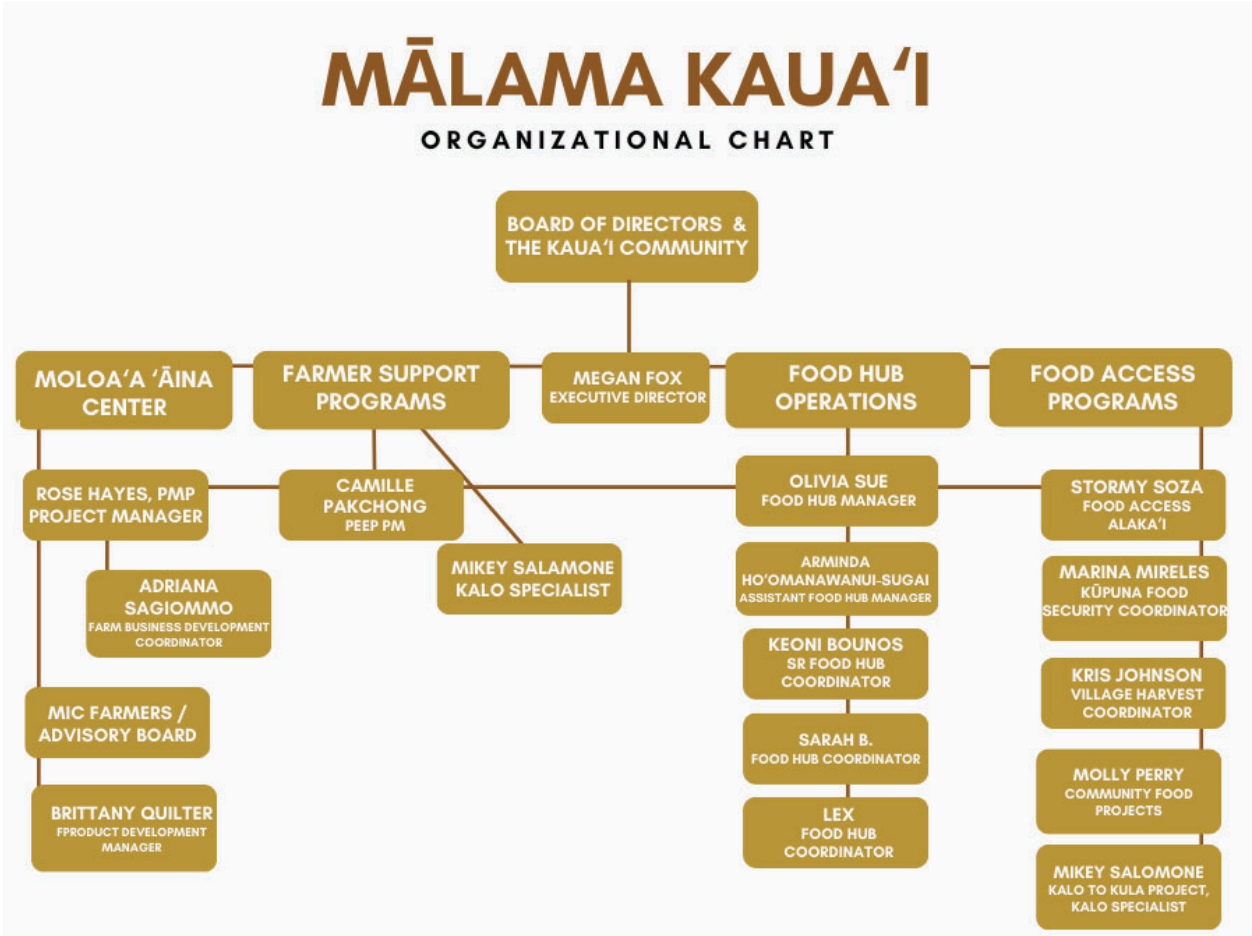 MĀLAMA KAUAʻI
ORGANIZATIONAL CHART
BOARD OF DIRECTORS &
THE KAUAʻI COMMUNITY
MOLOAʻA ʻĀINA
CENTER
FARMER SUPPORT
PROGRAMS
MEGAN FOX
EXECUTIVE DIRECTOR
FOOD HUB
OPERATIONS
FOOD ACCESS
PROGRAMS
ROSE HAYES, PMP
PROJECT MANAGER
CAMILLE
PAKCHONG
PEEP PM
OLIVIA SUE
FOOD HUB MANAGER
STORMY SOZA
FOOD ACCESS
ALAKAʻI
ADRIANA
SAGIOMMO
FARM BUSINESS DEVELOPMENT
COORDINATOR
MIKEY SALAMONE
KALO SPECIALIST
ARMINDA
HO'OMANAWANUI-SUGAI
ASSISTANT FOOD HUB MANAGER
MARINA MIRELES
KŪPUNA FOOD
SECURITY COORDINATOR
KEONI BOUNOS
SR FOOD HUB
COORDINATOR
KRIS JOHNSON
VILLAGE HARVEST
COORDINATOR
MIC FARMERS /
ADVISORY BOARD
SARAH B.
FOOD HUB COORDINATOR
MOLLY PERRY
COMMUNITY FOOD
PROJECTS
BRITTANY QUILTER
FPRODUCT DEVELOPMENT
MANAGER
LEX
FOOD HUB
COORDINATOR
MIKEY SALOMONE
KALO TO KULA PROJECT,
KALO SPECIALIST